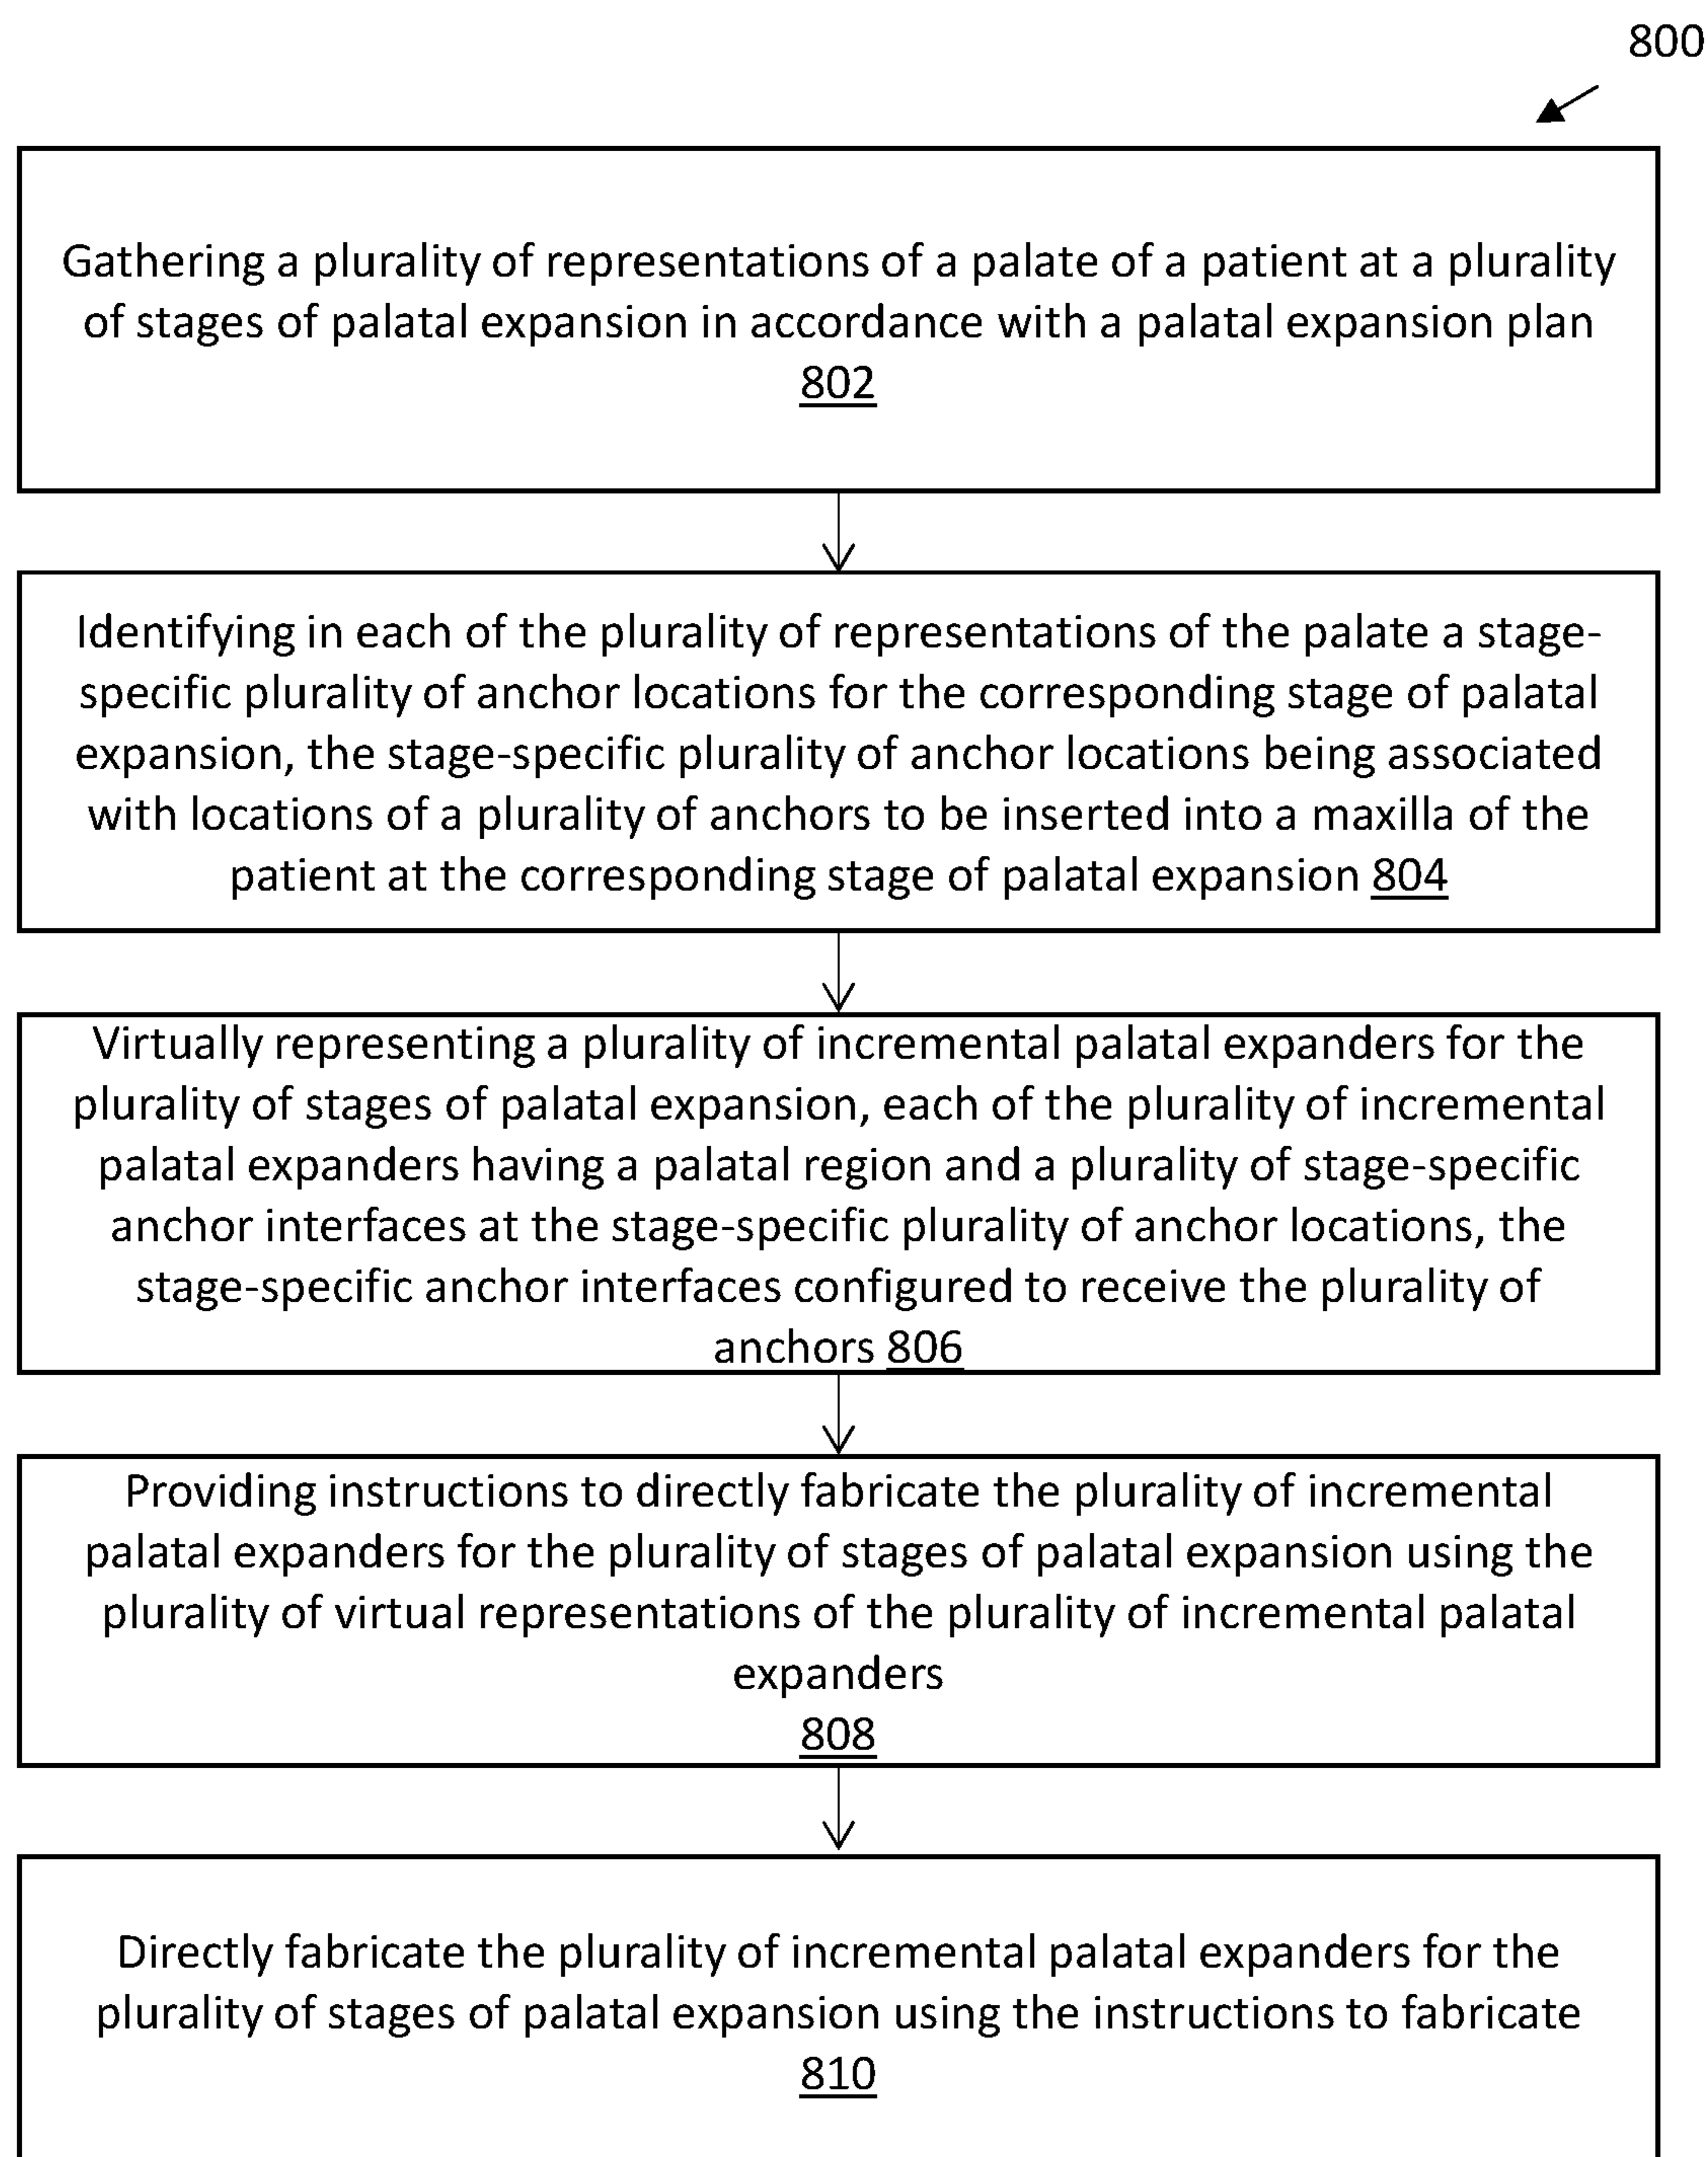 800
Gathering a plurality of representations of a palate of a patient at a plurality
of stages of palatal expansion in accordance with a palatal expansion plan
802
Identifying in each of the plurality of representations of the palate a stage-
specific plurality of anchor locations for the corresponding stage of palatal
expansion, the stage-specific plurality of anchor locations being associated
with locations of a plurality of anchors to be inserted into a maxilla of the
patient at the corresponding stage of palatal expansion 804
Virtually representing a plurality of incremental palatal expanders for the
plurality of stages of palatal expansion, each of the plurality of incremental
palatal expanders having a palatal region and a plurality of stage-specific
anchor interfaces at the stage-specific plurality of anchor locations, the
stage-specific anchor interfaces configured to receive the plurality of
anchors 806
Providing instructions to directly fabricate the plurality of incremental
palatal expanders for the plurality of stages of palatal expansion using the
plurality of virtual representations of the plurality of incremental palatal
expanders
808
Directly fabricate the plurality of incremental palatal expanders for the
plurality of stages of palatal expansion using the instructions to fabricate
810